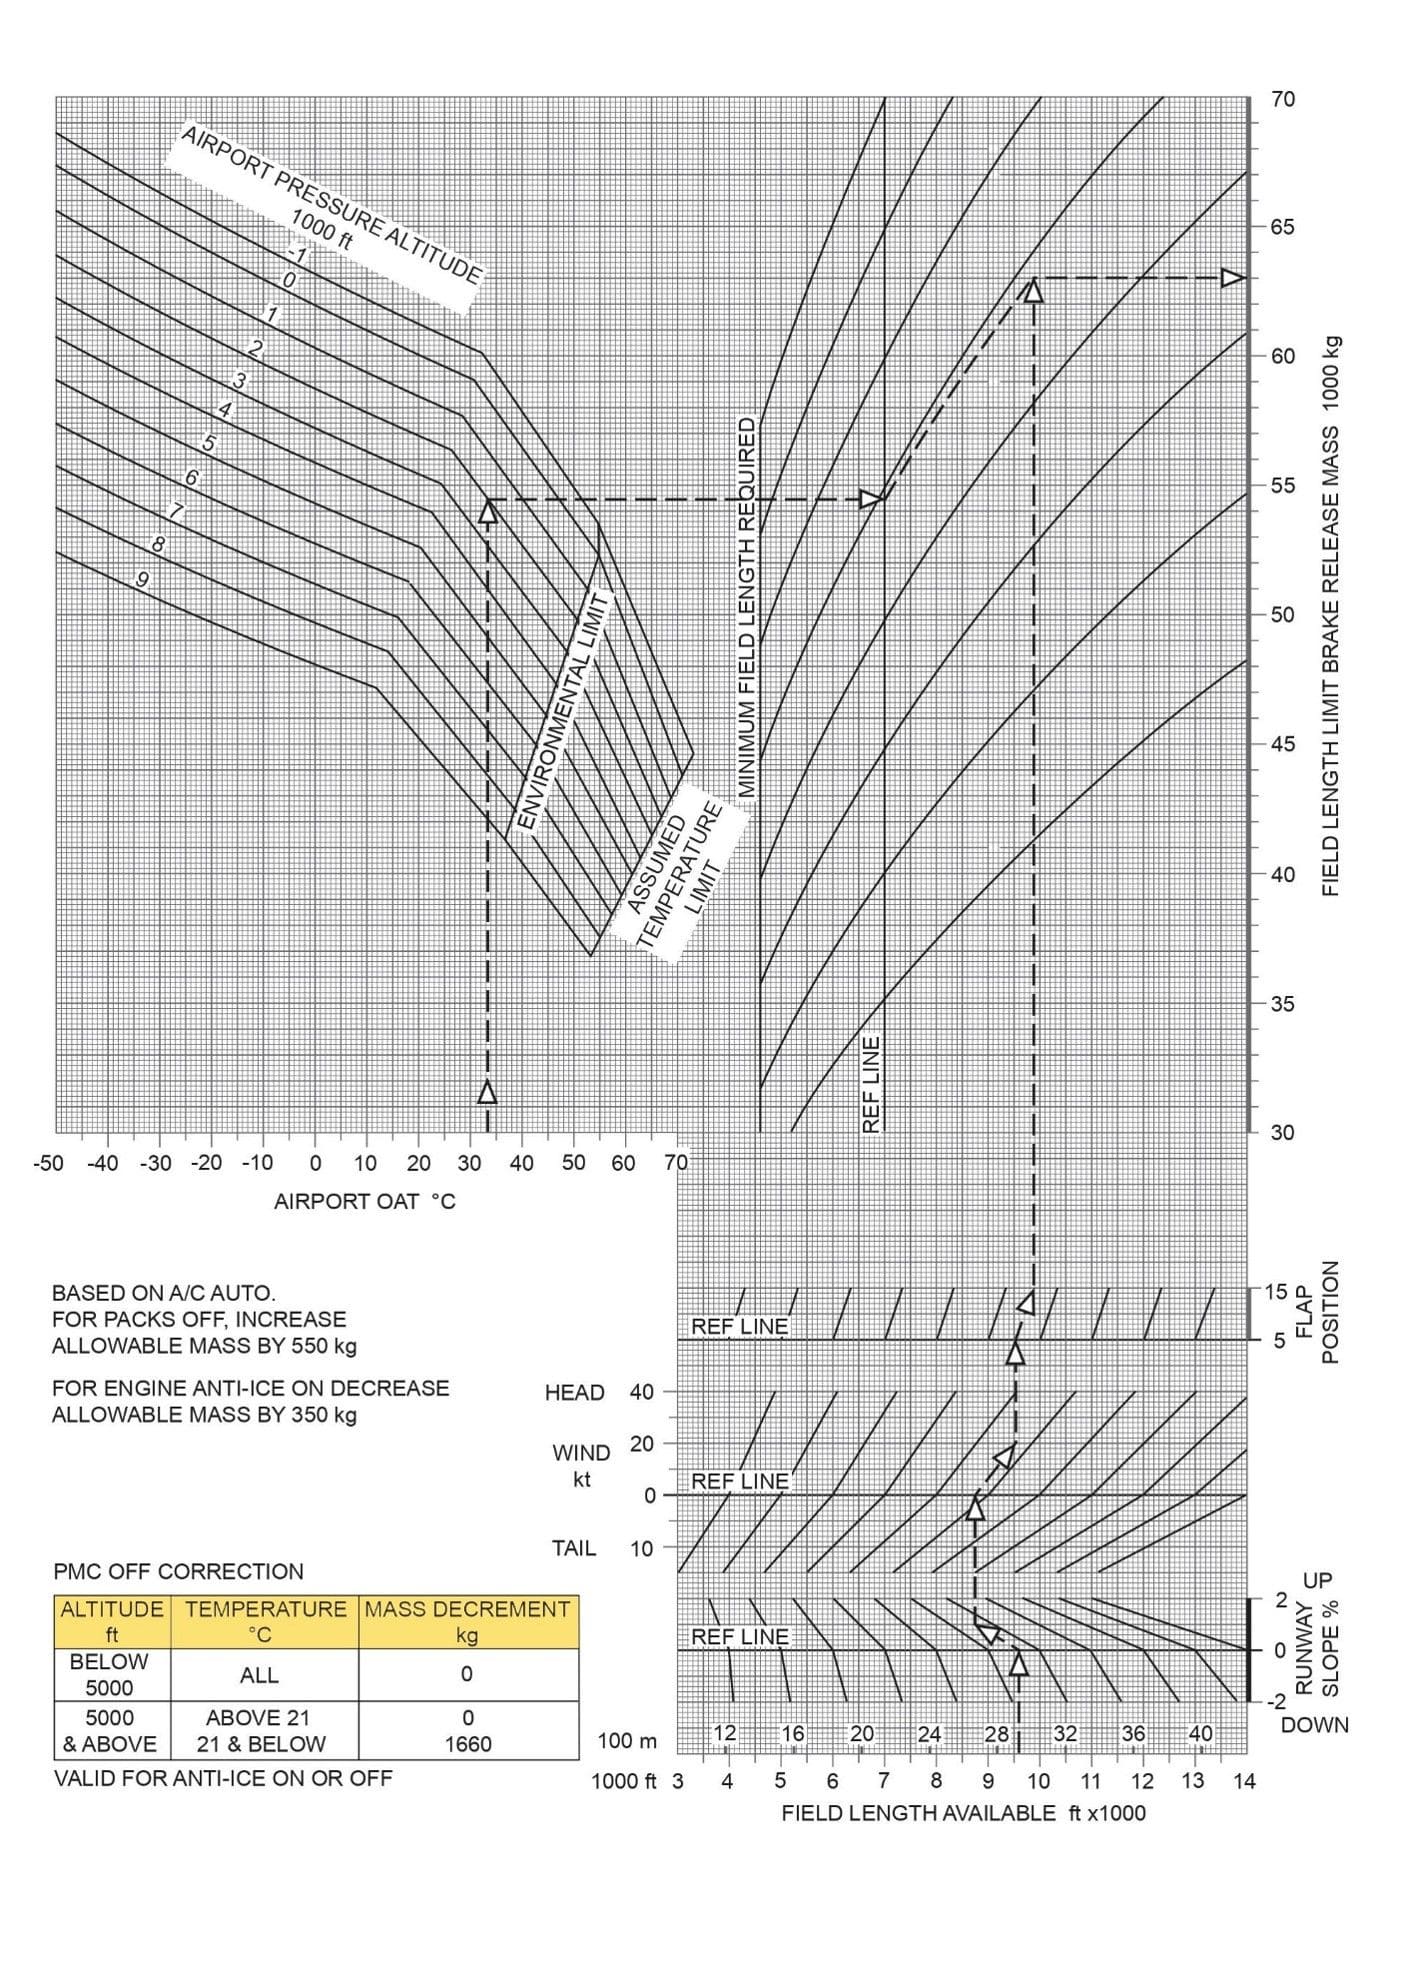 AIRPORT PRESSURE ALTITUDE
1000 ft
-1
0
1
2
3
4
5
6
7
8
9
ENVIRONMENTAL LIMIT
ASSUMED
TEMPERATURE
LIMIT
MINIMUM FIELD LENGTH REQUIRED
REF LINE
70
65
60
55
50
45
40
35
30
FIELD LENGTH LIMIT BRAKE RELEASE MASS 1000 kg
-50 -40 -30 -20 -10 0 10 20 30 40 50 60 70
AIRPORT OAT °C
BASED ON A/C AUTO.
FOR PACKS OFF, INCREASE
ALLOWABLE MASS BY 550 kg
FOR ENGINE ANTI-ICE ON DECREASE
ALLOWABLE MASS BY 350 kg
REF LINE
15
5
FLAP
POSITION
HEAD 40
20
WIND
kt
0
REF LINE
TAIL 10
UP
2
0
-2
DOWN
RUNWAY
SLOPE %
REF LINE
PMC OFF CORRECTION
ALTITUDE TEMPERATURE MASS DECREMENT
ft °C kg
BELOW
5000 ALL 0
5000 ABOVE 21 0
& ABOVE 21 & BELOW 1660
VALID FOR ANTI-ICE ON OR OFF
100 m 12 16 20 24 28 32 36 40
1000 ft 3 4 5 6 7 8 9 10 11 12 13 14
FIELD LENGTH AVAILABLE ft x1000